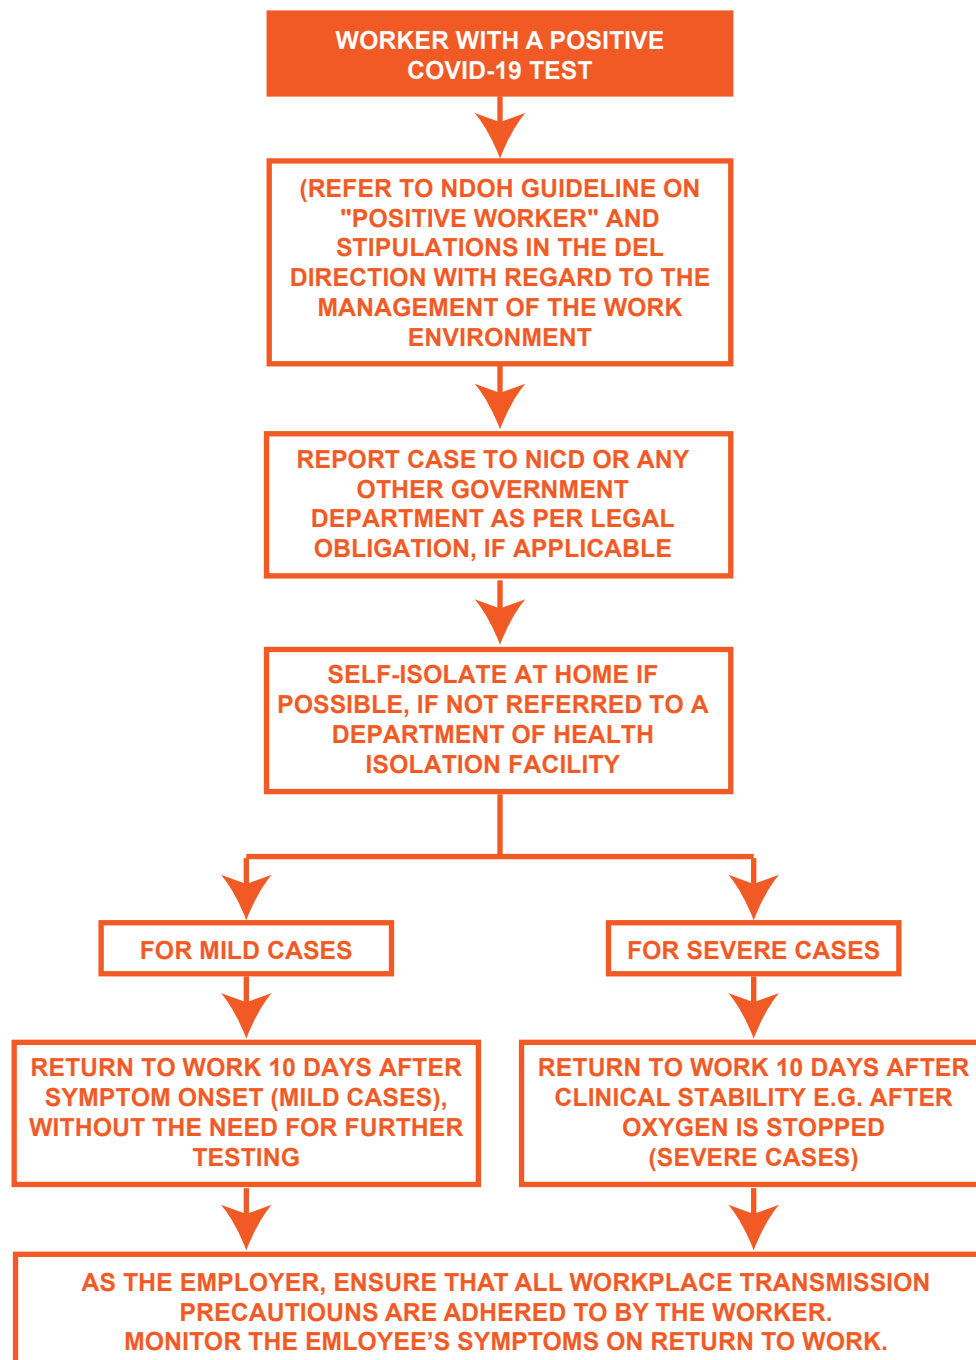 WORKER WITH A POSITIVE
COVID-19 TEST
(REFER TO NDOH GUIDELINE ON
"POSITIVE WORKER" AND
STIPULATIONS IN THE DEL
DIRECTION WITH REGARD TO THE
MANAGEMENT OF THE WORK
ENVIRONMENT
REPORT CASE TO NICD OR ANY
OTHER GOVERNMENT
DEPARTMENT AS PER LEGAL
OBLIGATION, IF APPLICABLE
SELF-ISOLATE AT HOME IF
POSSIBLE, IF NOT REFERRED TO A
DEPARTMENT OF HEALTH
ISOLATION FACILITY
FOR MILD CASES
FOR SEVERE CASES
RETURN TO WORK 10 DAYS AFTER
SYMPTOM ONSET (MILD CASES),
WITHOUT THE NEED FOR FURTHER
TESTING
RETURN TO WORK 10 DAYS AFTER
CLINICAL STABILITY E.G. AFTER
OXYGEN IS STOPPED
(SEVERE CASES)
AS THE EMPLOYER, ENSURE THAT ALL WORKPLACE TRANSMISSION
PRECAUTIOUNS ARE ADHERED TO BY THE WORKER.
MONITOR THE EMLOYEE’S SYMPTOMS ON RETURN TO WORK.